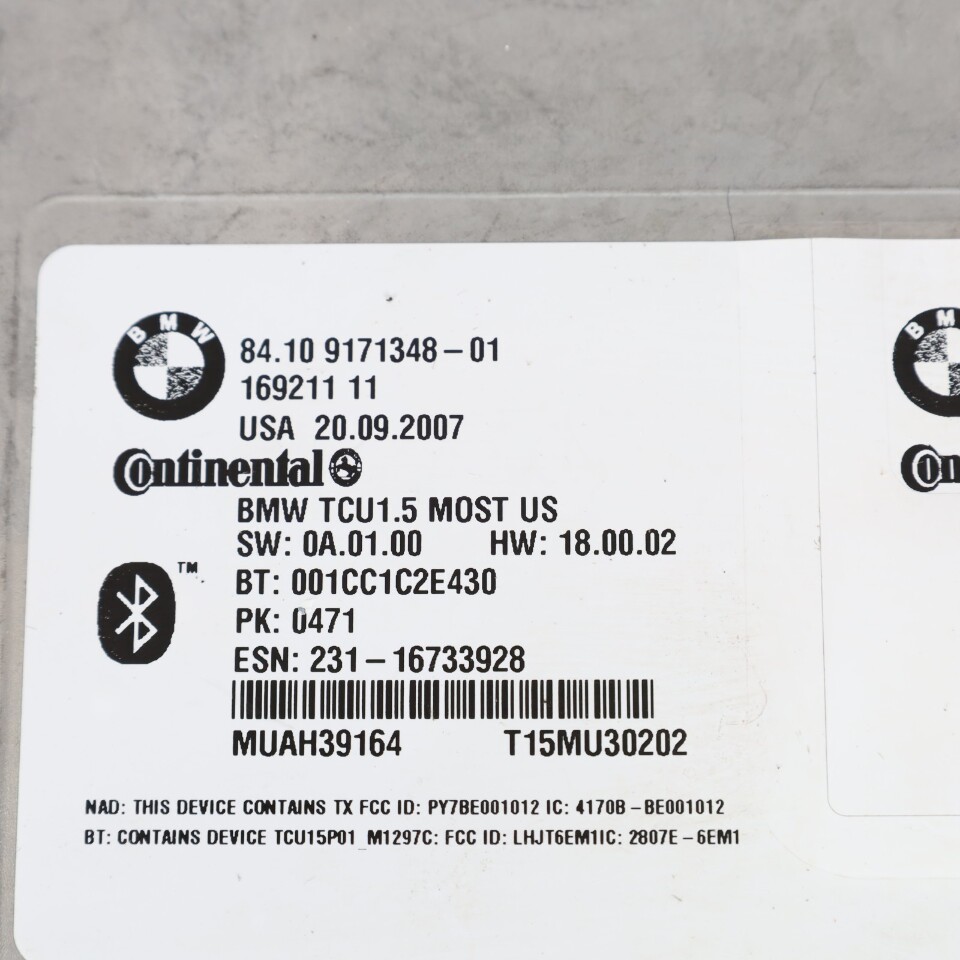 BMW
84.10 9171348-01
169211 11
USA 20.09.2007
Continental
BMW TCU1.5 MOST US
SW: 0A.01.00 HW: 18.00.02
™
BT: 001CC1C2E430
PK: 0471
ESN: 231-16733928
MUAH39164 T15MU30202
NAD: THIS DEVICE CONTAINS TX FCC ID: PY7BE001012 IC: 4170B-BE001012
BT: CONTAINS DEVICE TCU15P01_M1297C: FCC ID: LHJT6EM1IC: 2807E-6EM1